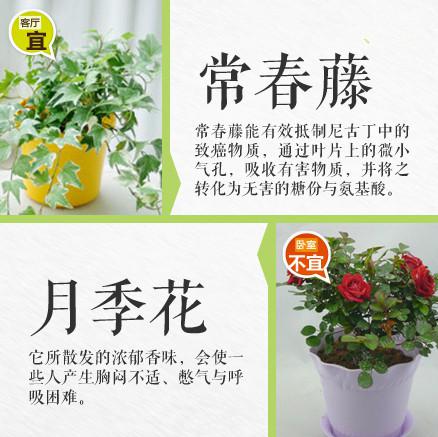 客厅
宜
常春藤
常春藤能有效抵制尼古丁中的
致癌物质，通过叶片上的微小
气孔，吸收有害物质，并将之
转化为无害的糖份与氨基酸。
卧室
不宜
月季花
它所散发的浓郁香味，会使一
些人产生胸闷不适、憋气与呼
吸困难。